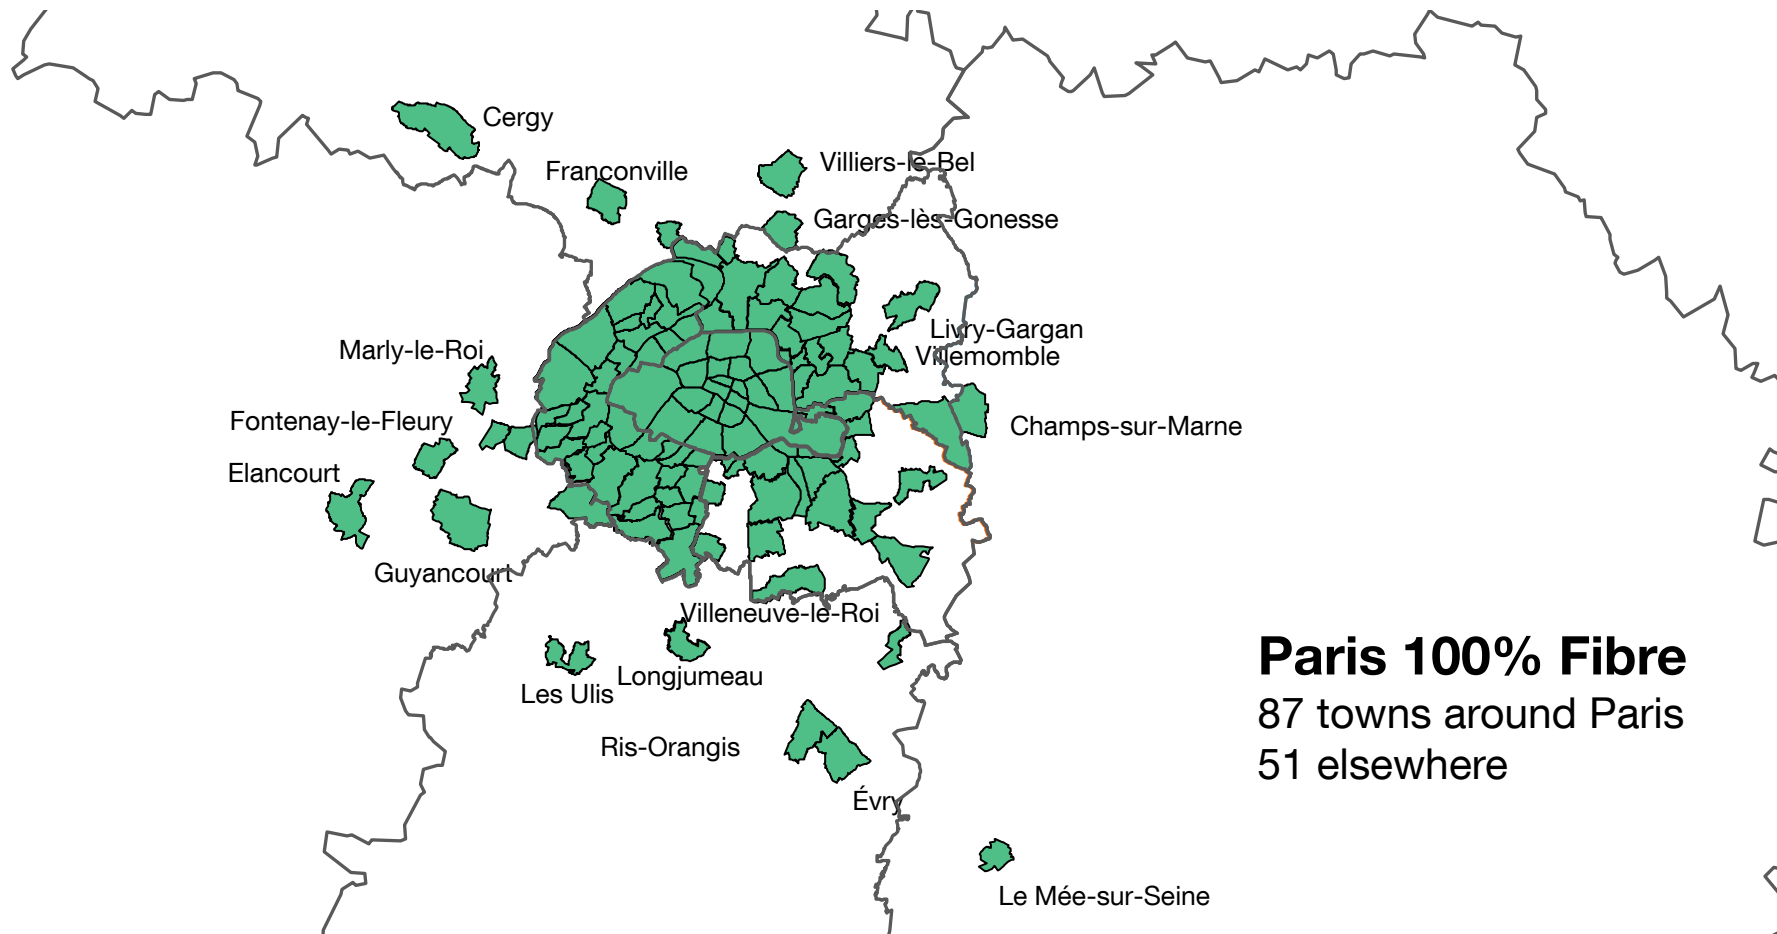 Cergy
Franconville
Villiers-le-Bel
Garges-lès-Gonesse
Livry-Gargan
Marly-le-Roi
Villemomble
Fontenay-le-Fleury
Champs-sur-Marne
Elancourt
Guyancourt
Villeneuve-le-Roi
Longjumeau
Les Ulis
Ris-Orangis
Évry
Le Mée-sur-Seine
Paris 100% Fibre
87 towns around Paris
51 elsewhere